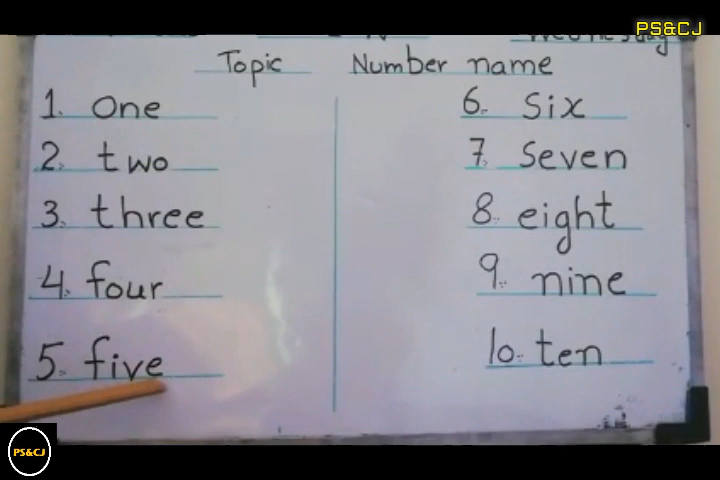 PS&CJ
Wednesday
Topic Number name
1. One
2. two
3. three
4. four
5. five
6. Six
7. Seven
8. eight
9. nine
10. ten
PS&CJ